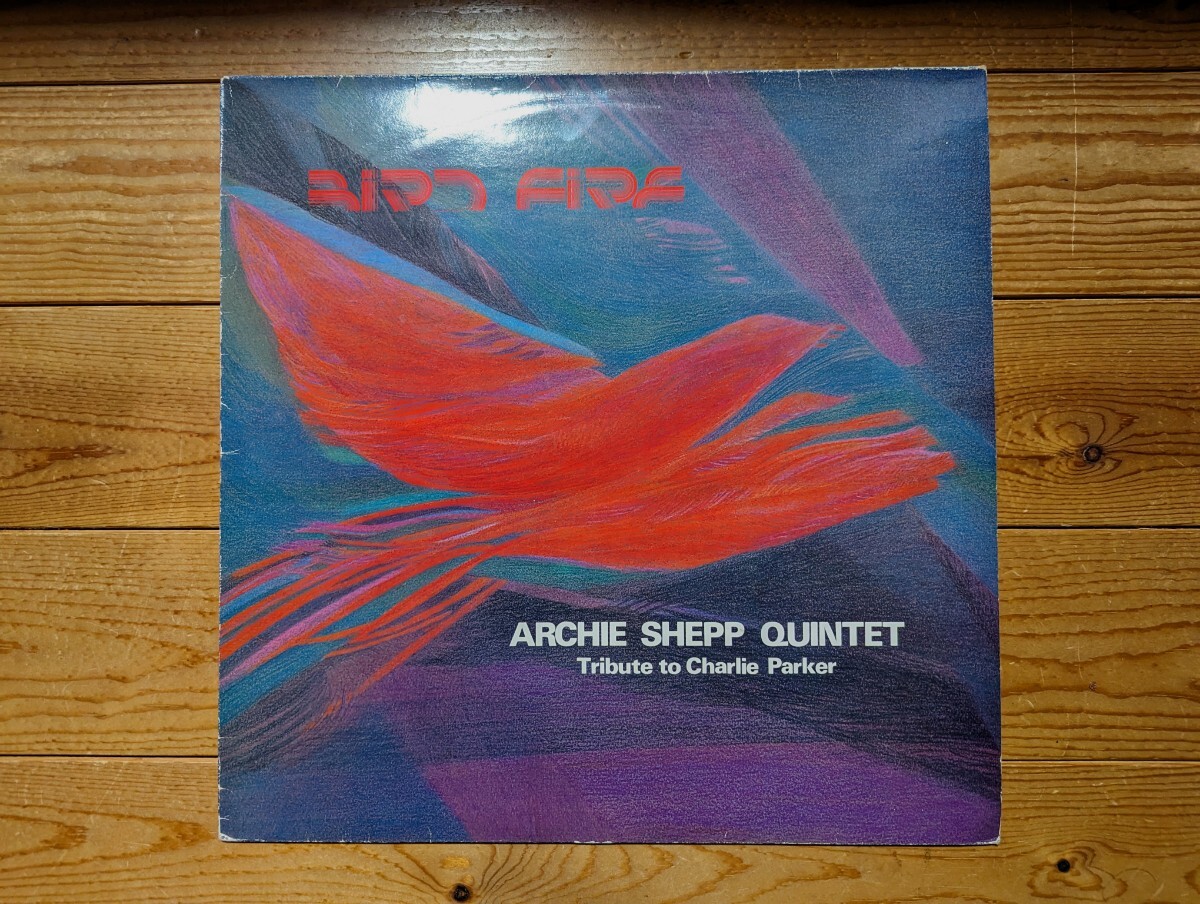 BIRD FIRE
ARCHIE SHEPP QUINTET
Tribute to Charlie Parker